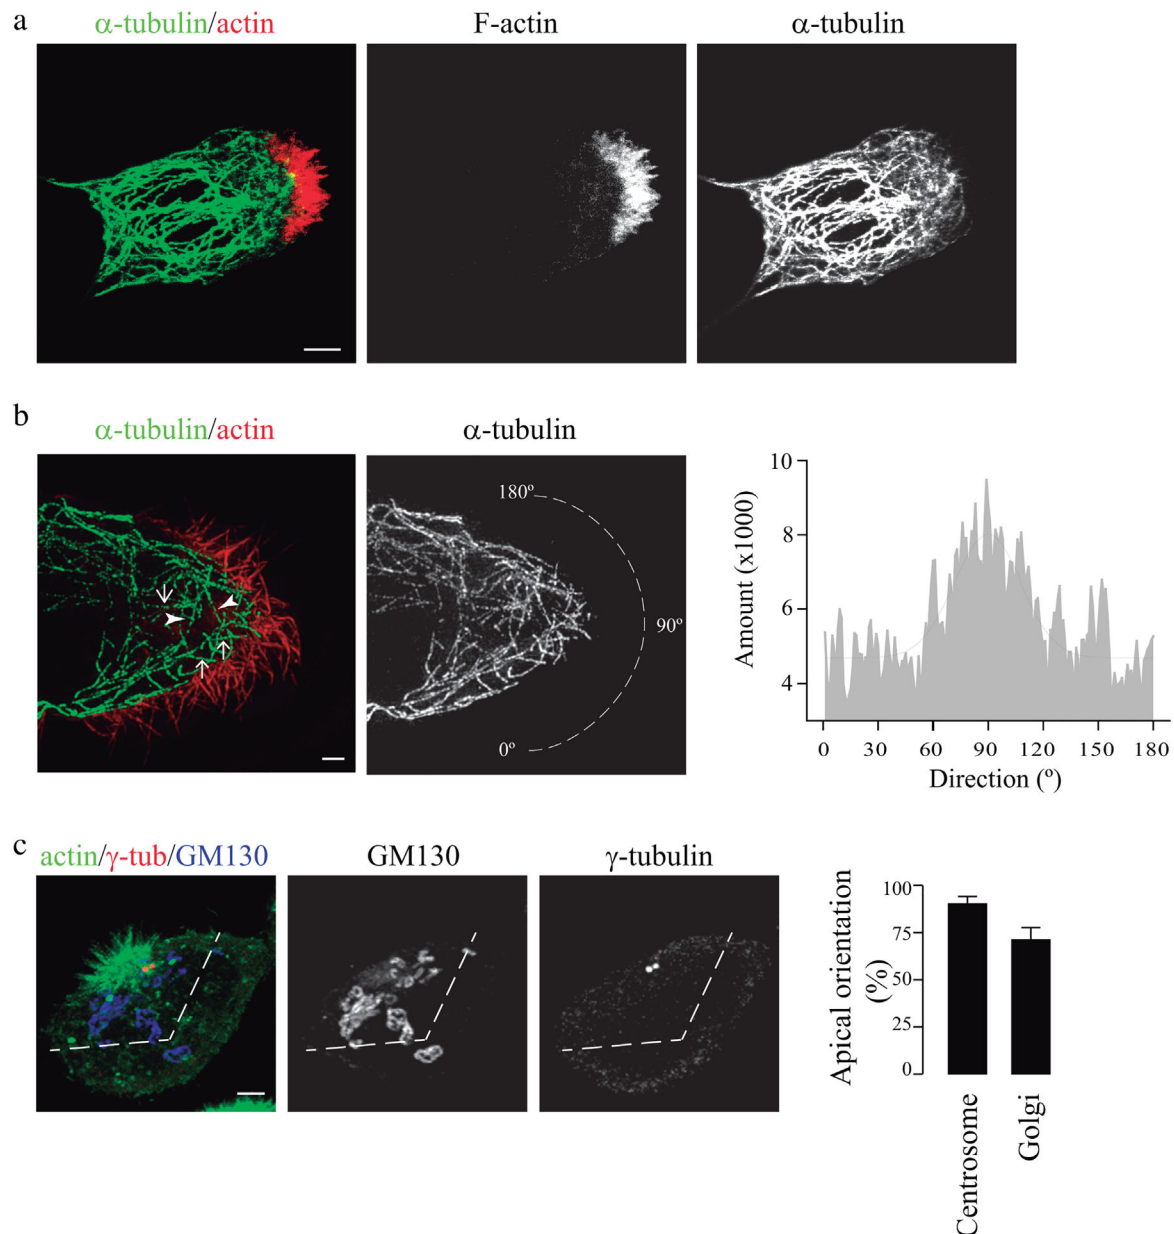 a
α-tubulin/actin
F-actin
α-tubulin
b
α-tubulin/actin
α-tubulin
180º
90º
0º
Amount (x1000)
10
8
6
4
0 30 60 90 120 150 180
Direction (º)
c
actin/γ-tub/GM130
GM130
γ-tubulin
Apical orientation
(%)
100
75
50
25
0
Centrosome
Golgi